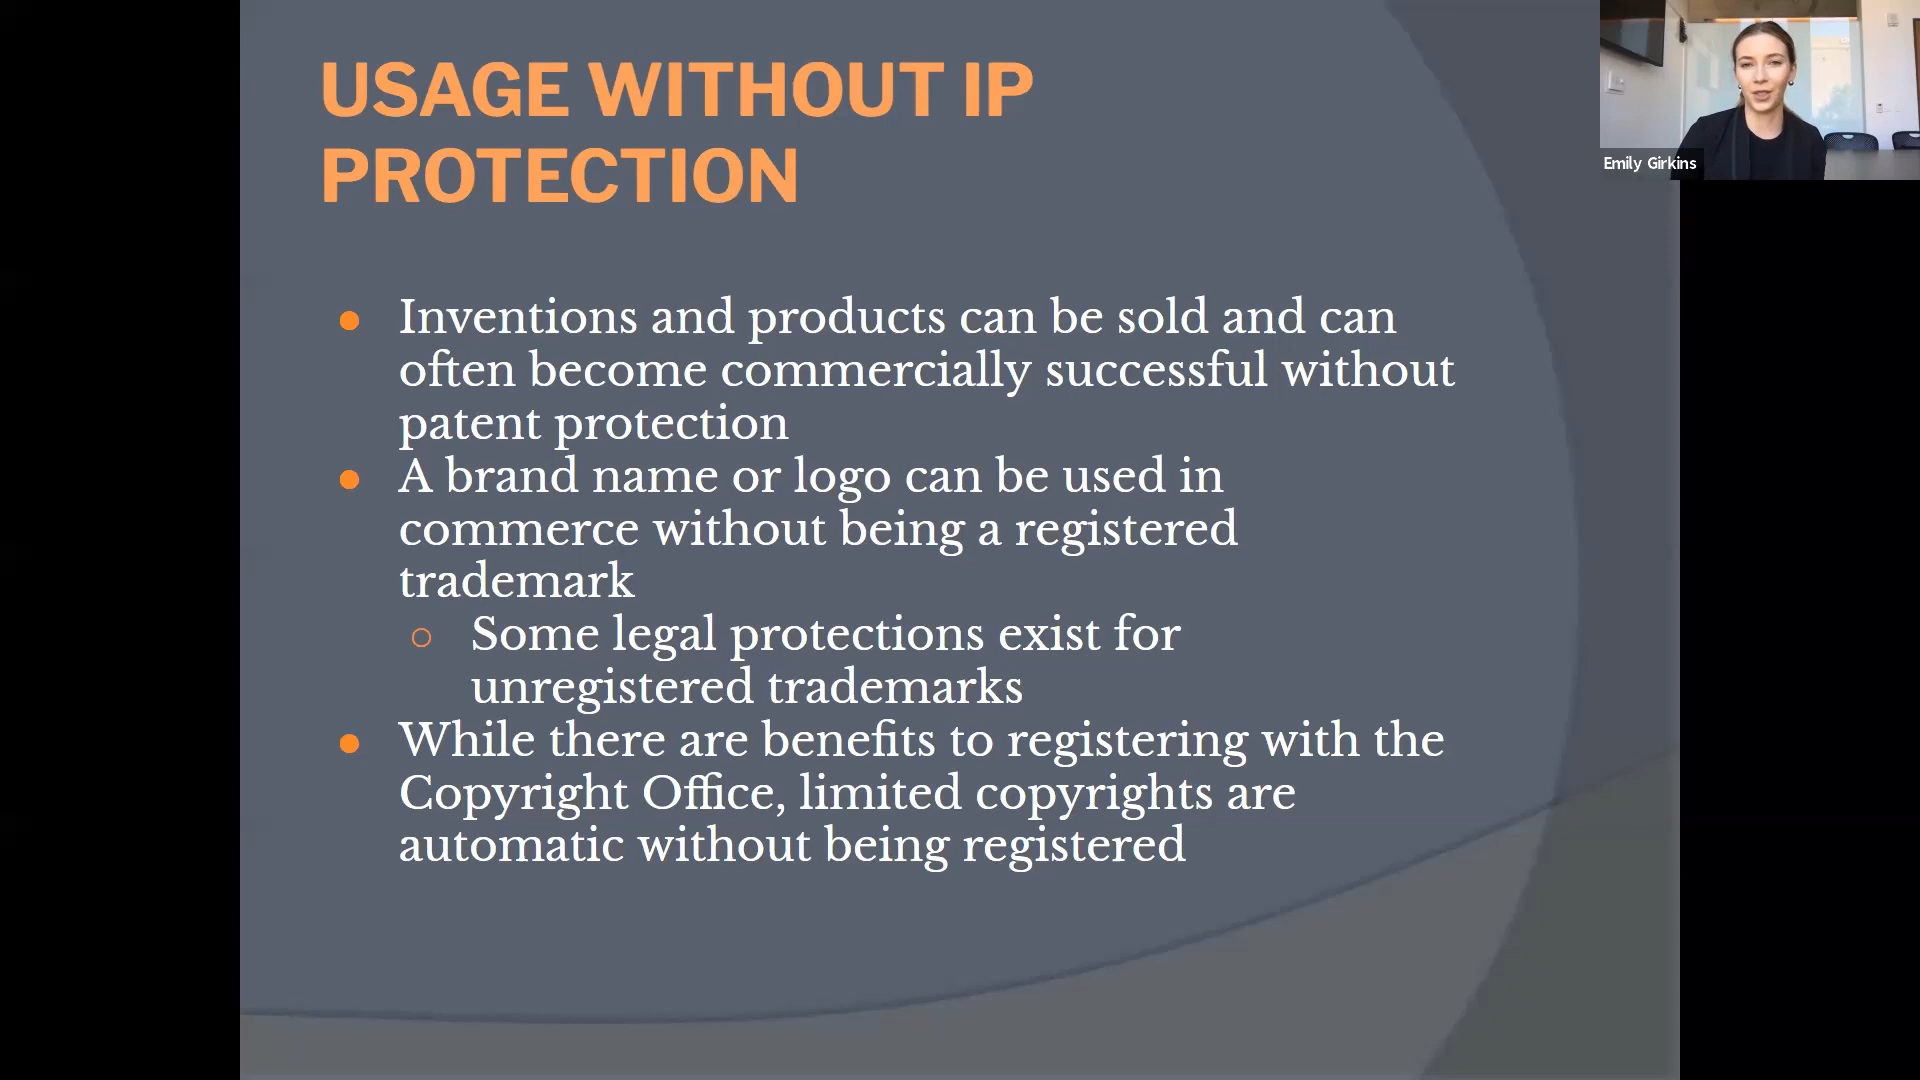 USAGE WITHOUT IP
PROTECTION
Emily Girkins
● Inventions and products can be sold and can
often become commercially successful without
patent protection
● A brand name or logo can be used in
commerce without being a registered
trademark
○ Some legal protections exist for
unregistered trademarks
● While there are benefits to registering with the
Copyright Office, limited copyrights are
automatic without being registered